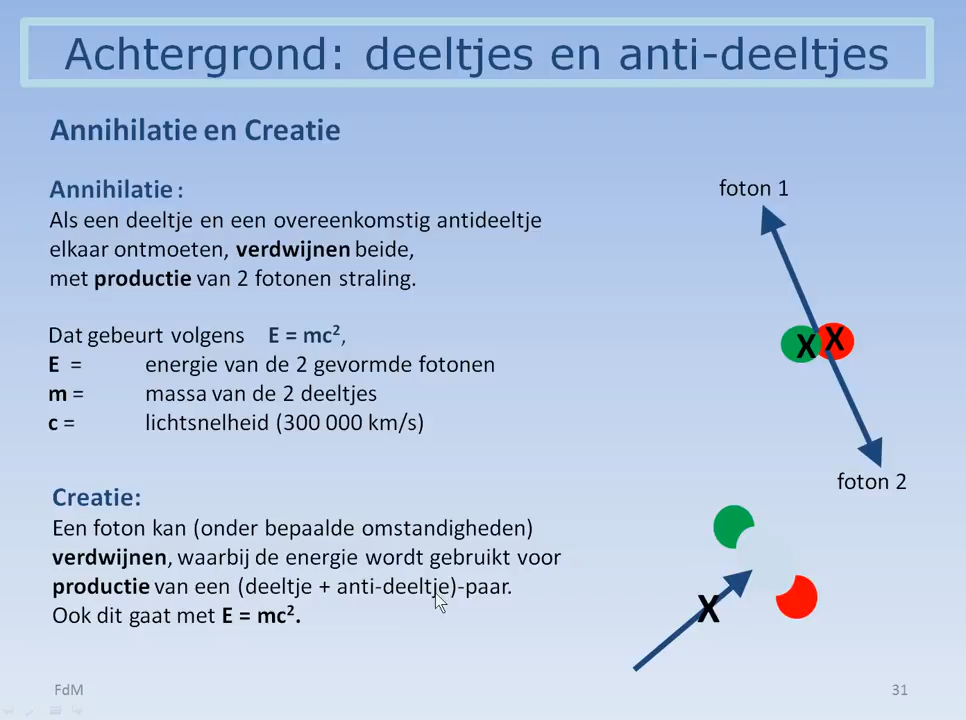 Achtergrond: deeltjes en anti-deeltjes
Annihilatie en Creatie
Annihilatie :
Als een deeltje en een overeenkomstig antideeltje
elkaar ontmoeten, verdwijnen beide,
met productie van 2 fotonen straling.
Dat gebeurt volgens E = mc²,
E = energie van de 2 gevormde fotonen
m = massa van de 2 deeltjes
c = lichtsnelheid (300 000 km/s)
foton 1
X X
foton 2
Creatie:
Een foton kan (onder bepaalde omstandigheden)
verdwijnen, waarbij de energie wordt gebruikt voor
productie van een (deeltje + anti-deeltje)-paar.
Ook dit gaat met E = mc².
X
FdM
31